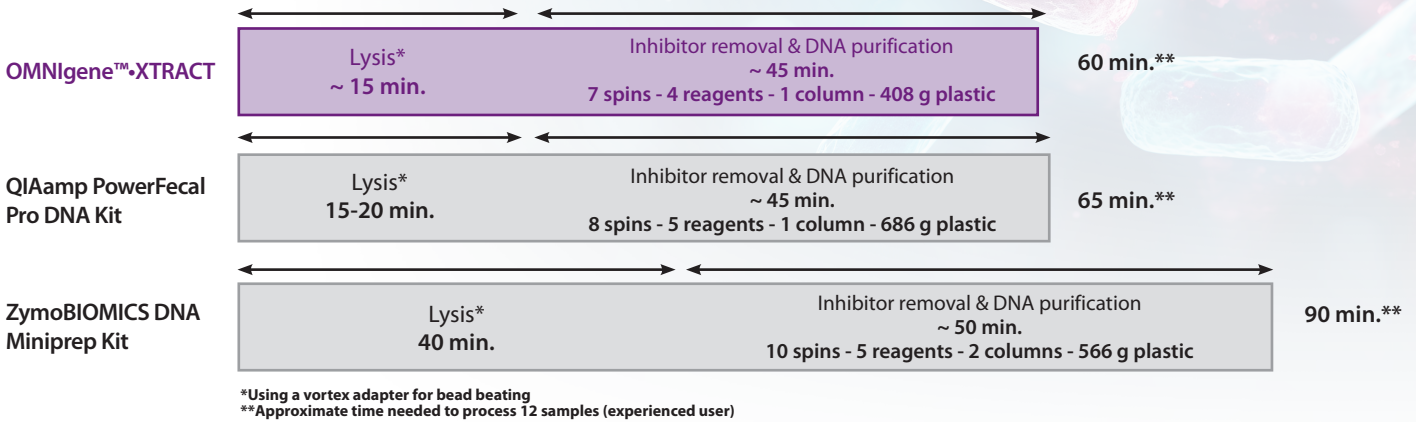 OMNIgene™•XTRACT
Lysis*
~ 15 min.
Inhibitor removal & DNA purification
~ 45 min.
7 spins - 4 reagents - 1 column - 408 g plastic
60 min.**
QIAamp PowerFecal
Pro DNA Kit
Lysis*
15-20 min.
Inhibitor removal & DNA purification
~ 45 min.
8 spins - 5 reagents - 1 column - 686 g plastic
65 min.**
ZymoBIOMICS DNA
Miniprep Kit
Lysis*
40 min.
Inhibitor removal & DNA purification
~ 50 min.
10 spins - 5 reagents - 2 columns - 566 g plastic
90 min.**
*Using a vortex adapter for bead beating
**Approximate time needed to process 12 samples (experienced user)